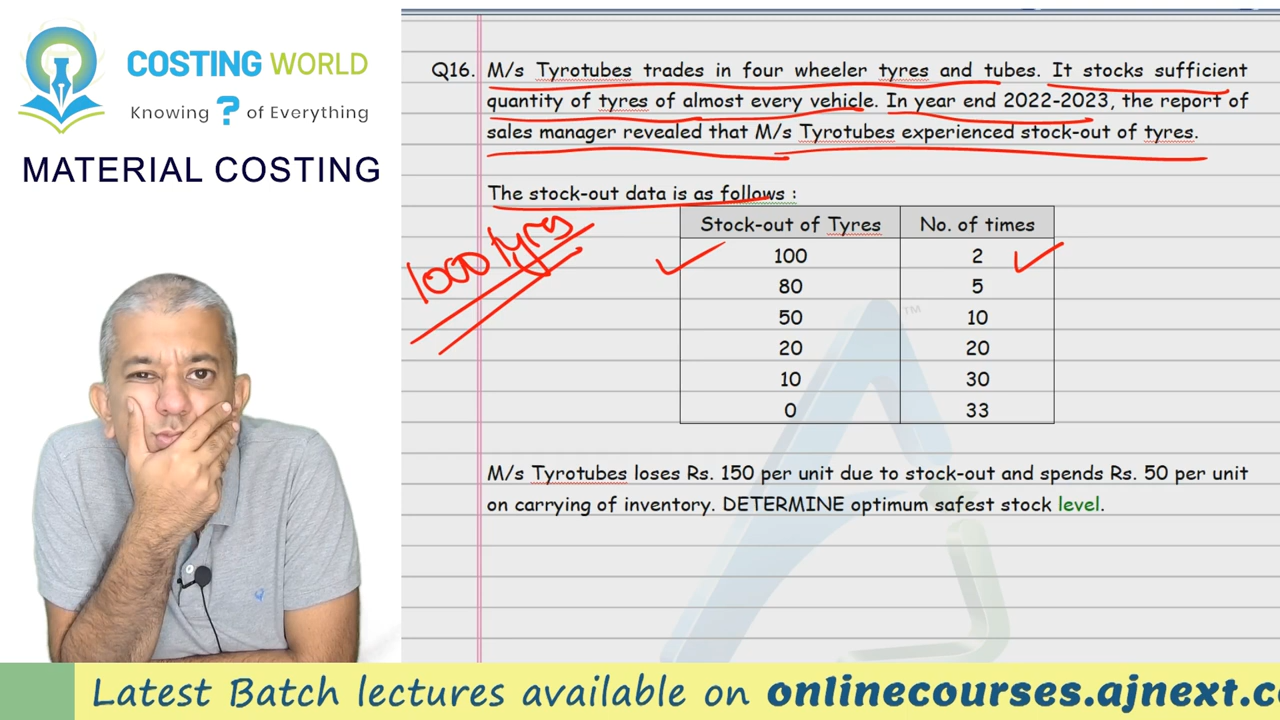 COSTING WORLD
Knowing ? of Everything
MATERIAL COSTING
Q16. M/s Tyrotubes trades in four wheeler tyres and tubes. It stocks sufficient
quantity of tyres of almost every vehicle. In year end 2022-2023, the report of
sales manager revealed that M/s Tyrotubes experienced stock-out of tyres.
The stock-out data is as follows :
1000 tyres
Stock-out of Tyres No. of times
100 2
80 5
50 10
20 20
10 30
0 33
TM
M/s Tyrotubes loses Rs. 150 per unit due to stock-out and spends Rs. 50 per unit
on carrying of inventory. DETERMINE optimum safest stock level.
Latest Batch lectures available on onlinecourses.ajnext.c